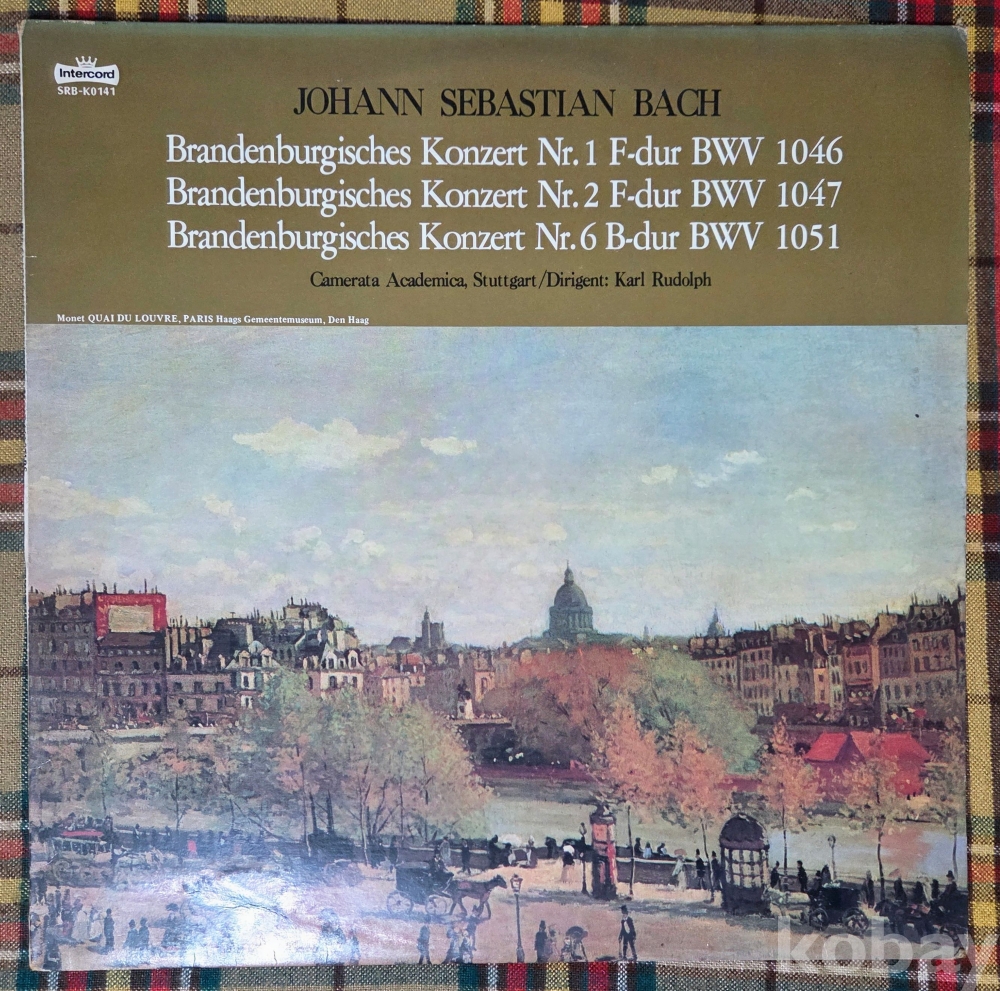 Intercord
SRB-K0141
JOHANN SEBASTIAN BACH
Brandenburgisches Konzert Nr. 1 F-dur BWV 1046
Brandenburgisches Konzert Nr. 2 F-dur BWV 1047
Brandenburgisches Konzert Nr. 6 B-dur BWV 1051
Camerata Academica, Stuttgart/Dirigent: Karl Rudolph
Monet QUAI DU LOUVRE, PARIS Haags Gemeentemuseum, Den Haag
kobay